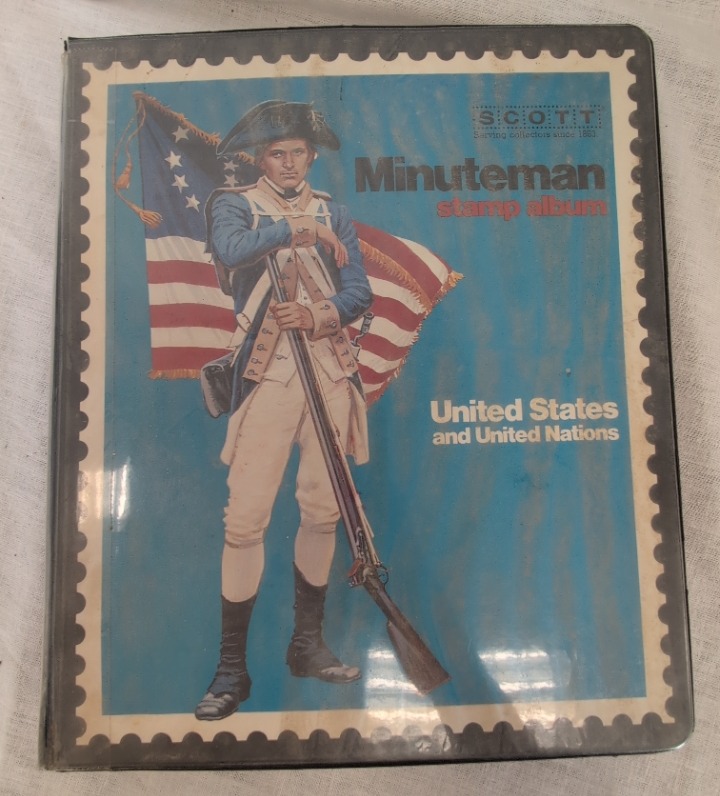 SCOTT
Serving collectors since 1863
Minuteman
stamp album
United States
and United Nations